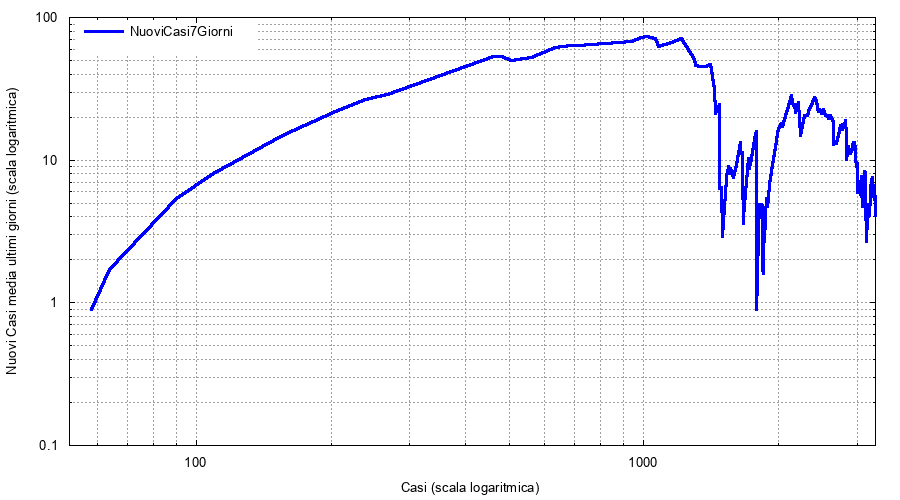 100
NuoviCasi7Giorni
10
1
0.1
100
1000
Nuovi Casi media ultimi giorni (scala logaritmica)
Casi (scala logaritmica)